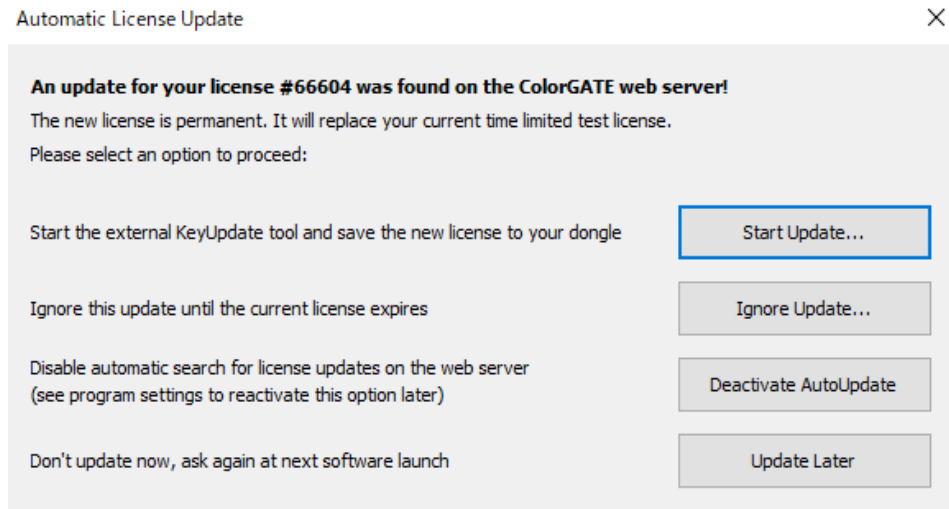 Automatic License Update
An update for your license #66604 was found on the ColorGATE web server!
The new license is permanent. It will replace your current time limited test license.
Please select an option to proceed:
Start the external KeyUpdate tool and save the new license to your dongle
Start Update...
Ignore this update until the current license expires
Ignore Update...
Disable automatic search for license updates on the web server
(see program settings to reactivate this option later)
Deactivate AutoUpdate
Don't update now, ask again at next software launch
Update Later